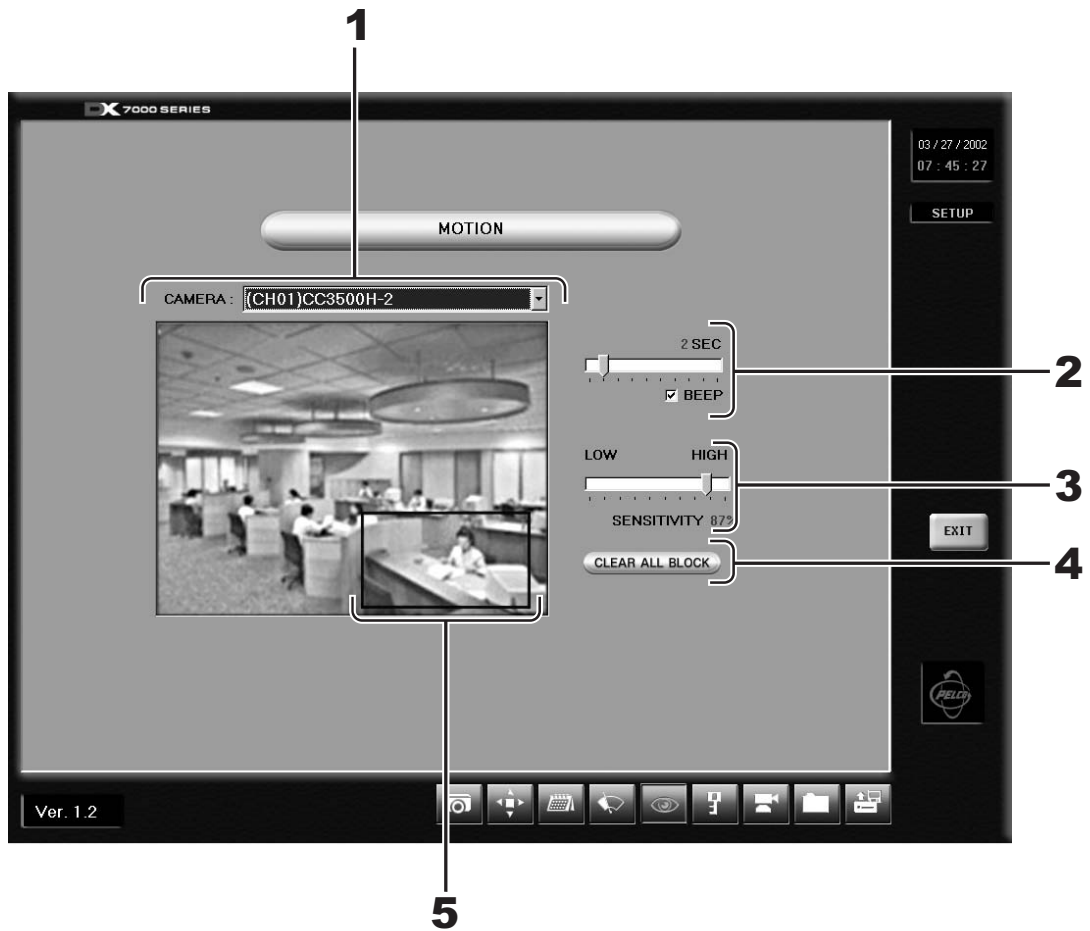 1
DX 7000 SERIES
03 / 27 / 2002
07 : 45 : 27
SETUP
MOTION
CAMERA : (CH01)CC3500H-2
2 SEC
2
BEEP
LOW HIGH
3
SENSITIVITY 87%
EXIT
CLEAR ALL BLOCK
4
PELCO
Ver. 1.2
5